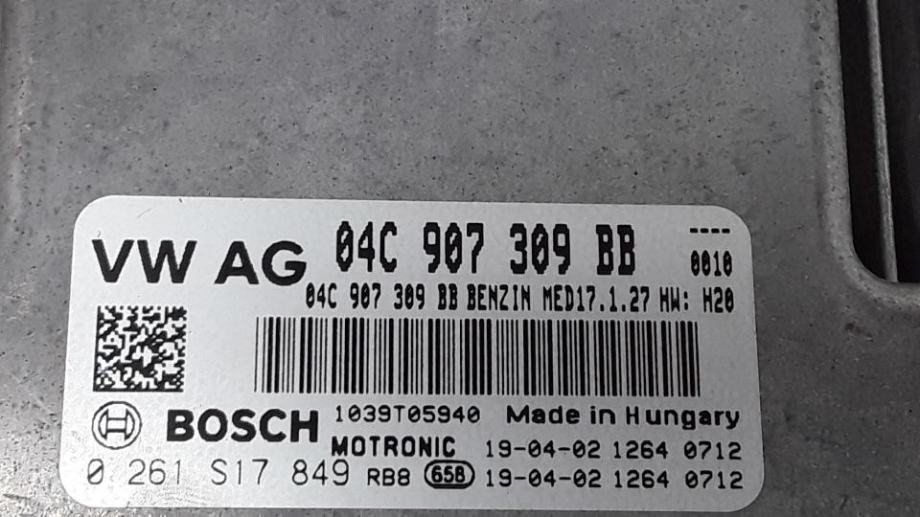 VW AG 04C 907 309 BB ----
0010
04C 907 309 BB BENZIN MED17.1.27 HW: H20
BOSCH 1039T05940 Made in Hungary
MOTRONIC 19-04-02 1264 0712
0 261 S17 849 RB8 658 19-04-02 1264 0712